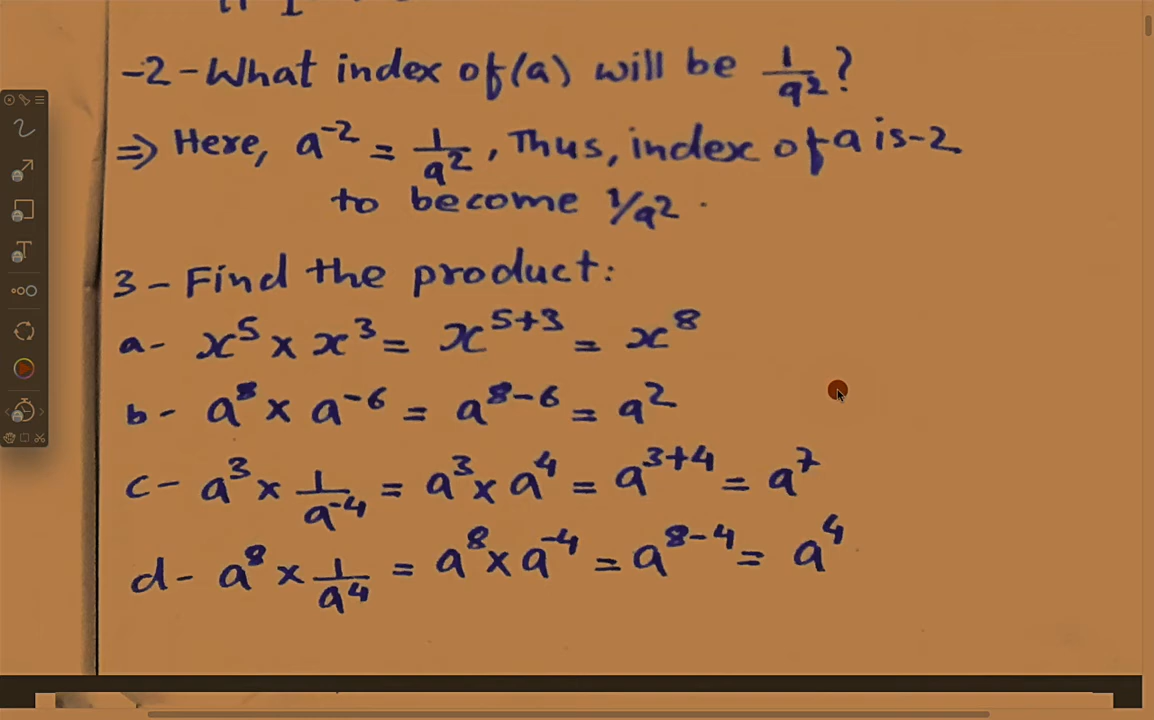 -2-What index of(a) will be 1/a²?
⇒ Here, a⁻² = 1/a², Thus, index of a is-2
to become 1/a² .
3 - Find the product:
a- x⁵ × x³ = x⁵⁺³ = x⁸
b - a⁸ × a⁻⁶ = a⁸⁻⁶ = a²
c - a³ × 1/a⁻⁴ = a³ × a⁴ = a³⁺⁴ = a⁷
d - a⁸ × 1/a⁴ = a⁸ × a⁻⁴ = a⁸⁻⁴ = a⁴